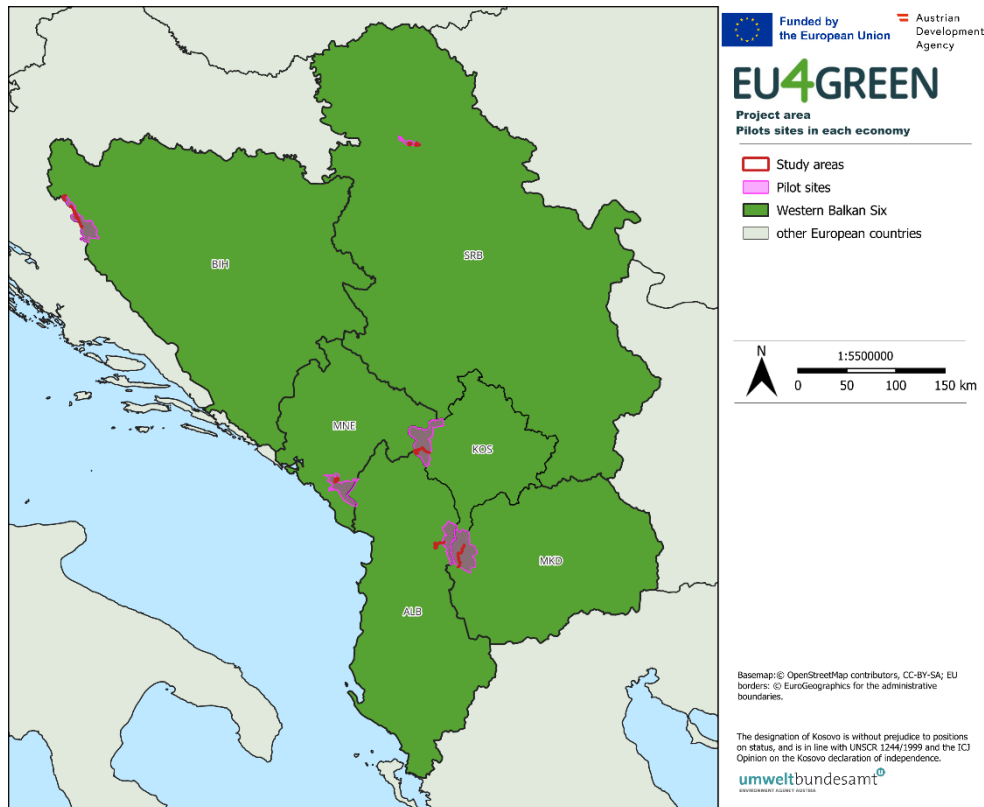 Funded by
the European Union
Austrian
Development
Agency
EU4GREEN
Project area
Pilots sites in each economy
Study areas
Pilot sites
Western Balkan Six
other European countries
N
1:5500000
0 50 100 150 km
BIH
SRB
MNE
KOS
MKD
ALB
Basemap:© OpenStreetMap contributors, CC-BY-SA; EU
borders: © EuroGeographics for the administrative
boundaries.
The designation of Kosovo is without prejudice to positions
on status, and is in line with UNSCR 1244/1999 and the ICJ
Opinion on the Kosovo declaration of independence.
umweltbundesamt
ENVIRONMENT AGENCY AUSTRIA